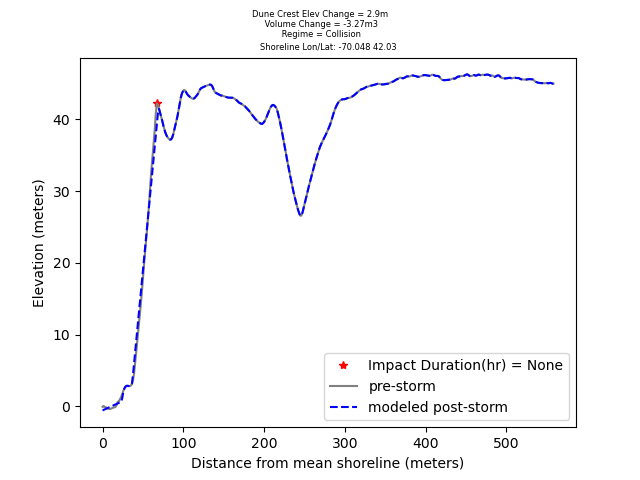 Dune Crest Elev Change = 2.9m
Volume Change = -3.27m3
Regime = Collision
Shoreline Lon/Lat: -70.048 42.03
Elevation (meters)
40
30
20
10
0
Impact Duration(hr) = None
pre-storm
modeled post-storm
0 100 200 300 400 500
Distance from mean shoreline (meters)